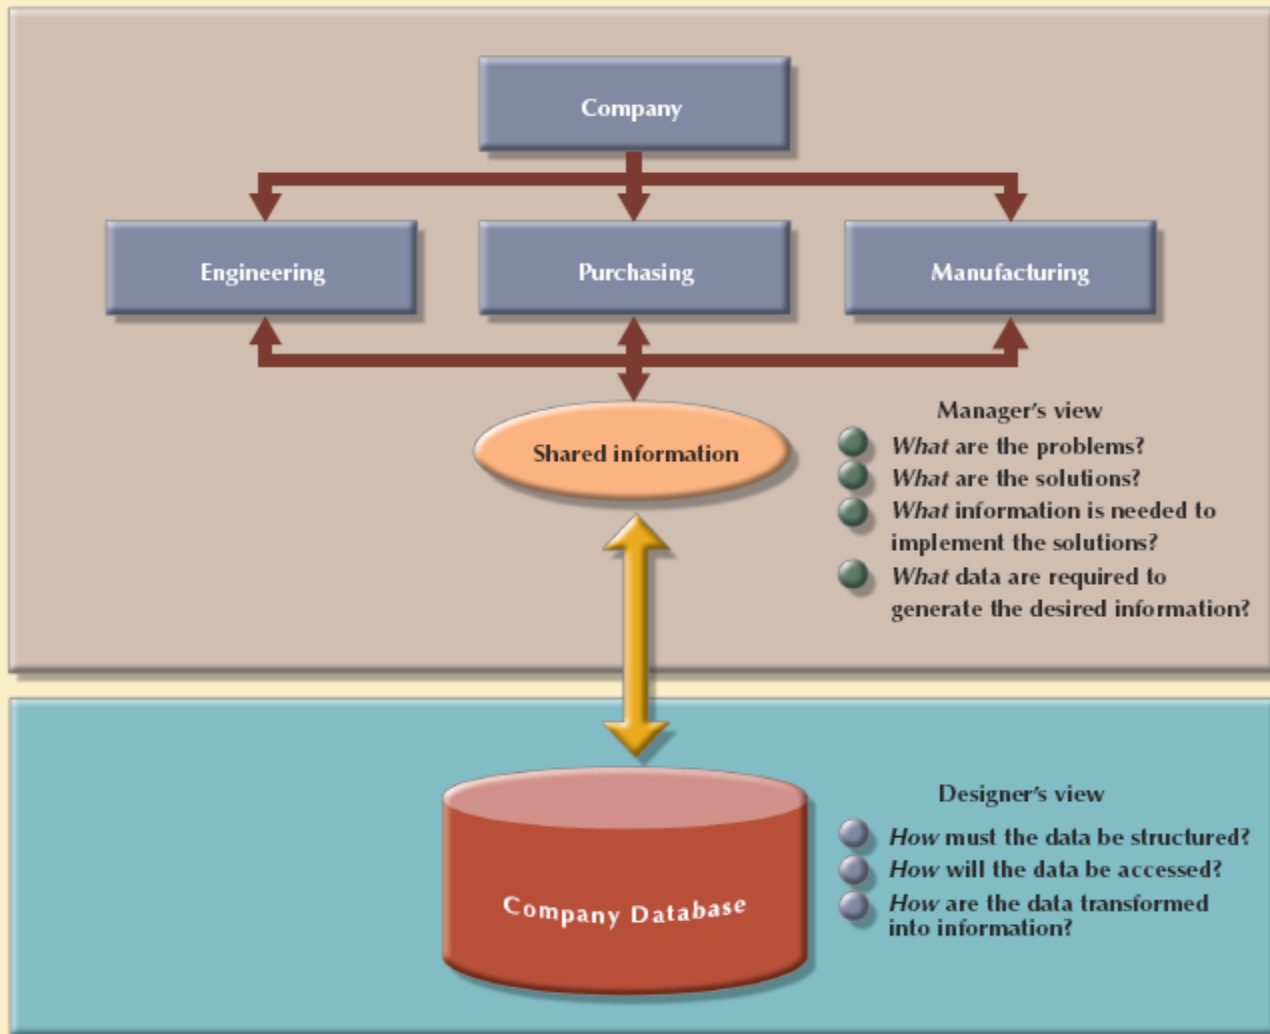 Company
Engineering
Purchasing
Manufacturing
Shared information
Manager's view
What are the problems?
What are the solutions?
What information is needed to
implement the solutions?
What data are required to
generate the desired information?
Designer's view
How must the data be structured?
How will the data be accessed?
How are the data transformed
into information?
Company Database